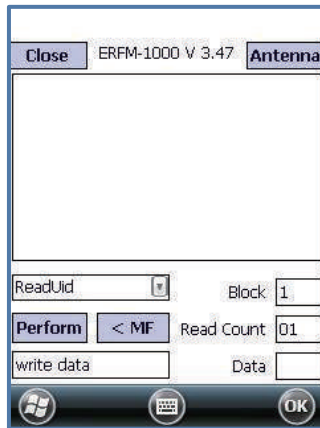 Close ERFM-1000 V 3.47 Antenna
ReadUid Block 1
Perform < MF Read Count 01
write data Data
OK